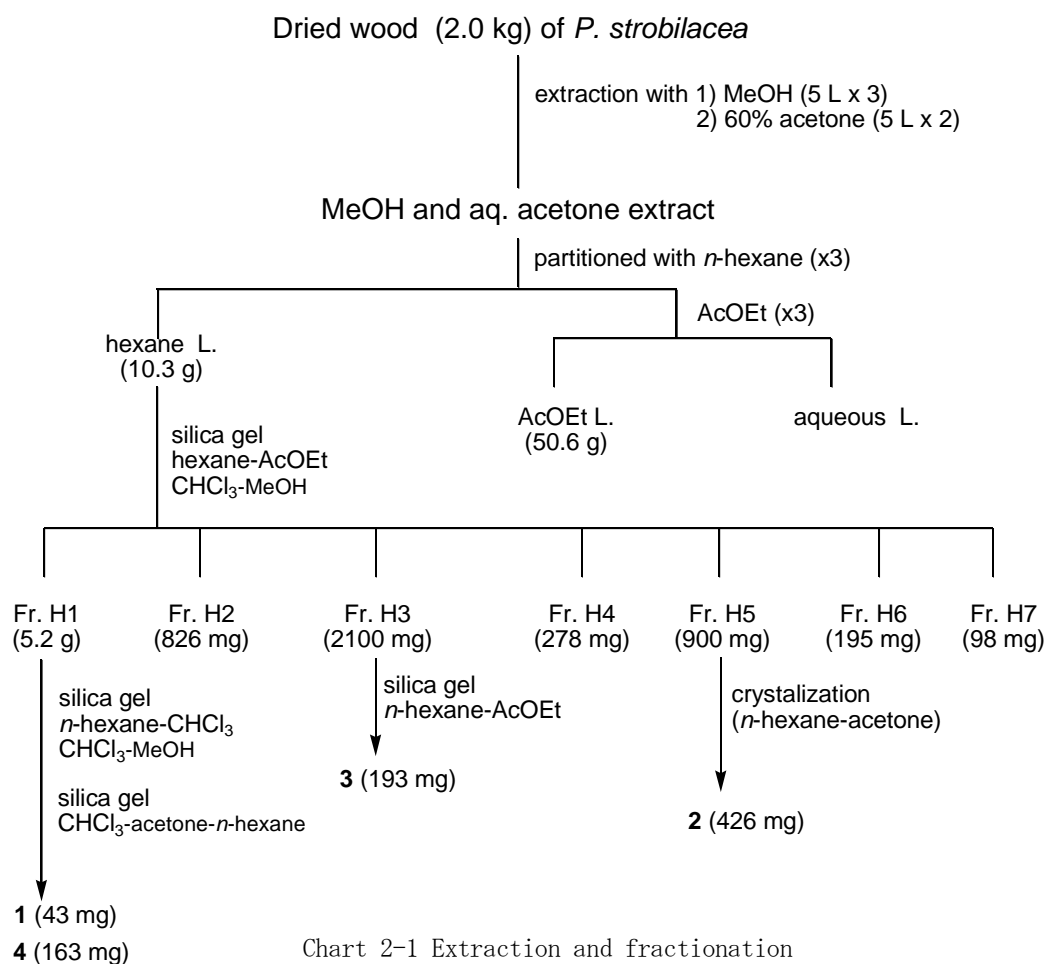 Dried wood (2.0 kg) of P. strobilacea
extraction with 1) MeOH (5 L x 3)
2) 60% acetone (5 L x 2)
MeOH and aq. acetone extract
partitioned with n-hexane (x3)
AcOEt (x3)
hexane L.
(10.3 g)
AcOEt L.
(50.6 g)
aqueous L.
silica gel
hexane-AcOEt
CHCl3-MeOH
Fr. H1
(5.2 g)
Fr. H2
(826 mg)
Fr. H3
(2100 mg)
Fr. H4
(278 mg)
Fr. H5
(900 mg)
Fr. H6
(195 mg)
Fr. H7
(98 mg)
silica gel
n-hexane-CHCl3
CHCl3-MeOH
silica gel
CHCl3-acetone-n-hexane
silica gel
n-hexane-AcOEt
3 (193 mg)
crystalization
(n-hexane-acetone)
2 (426 mg)
1 (43 mg)
4 (163 mg)
Chart 2-1 Extraction and fractionation